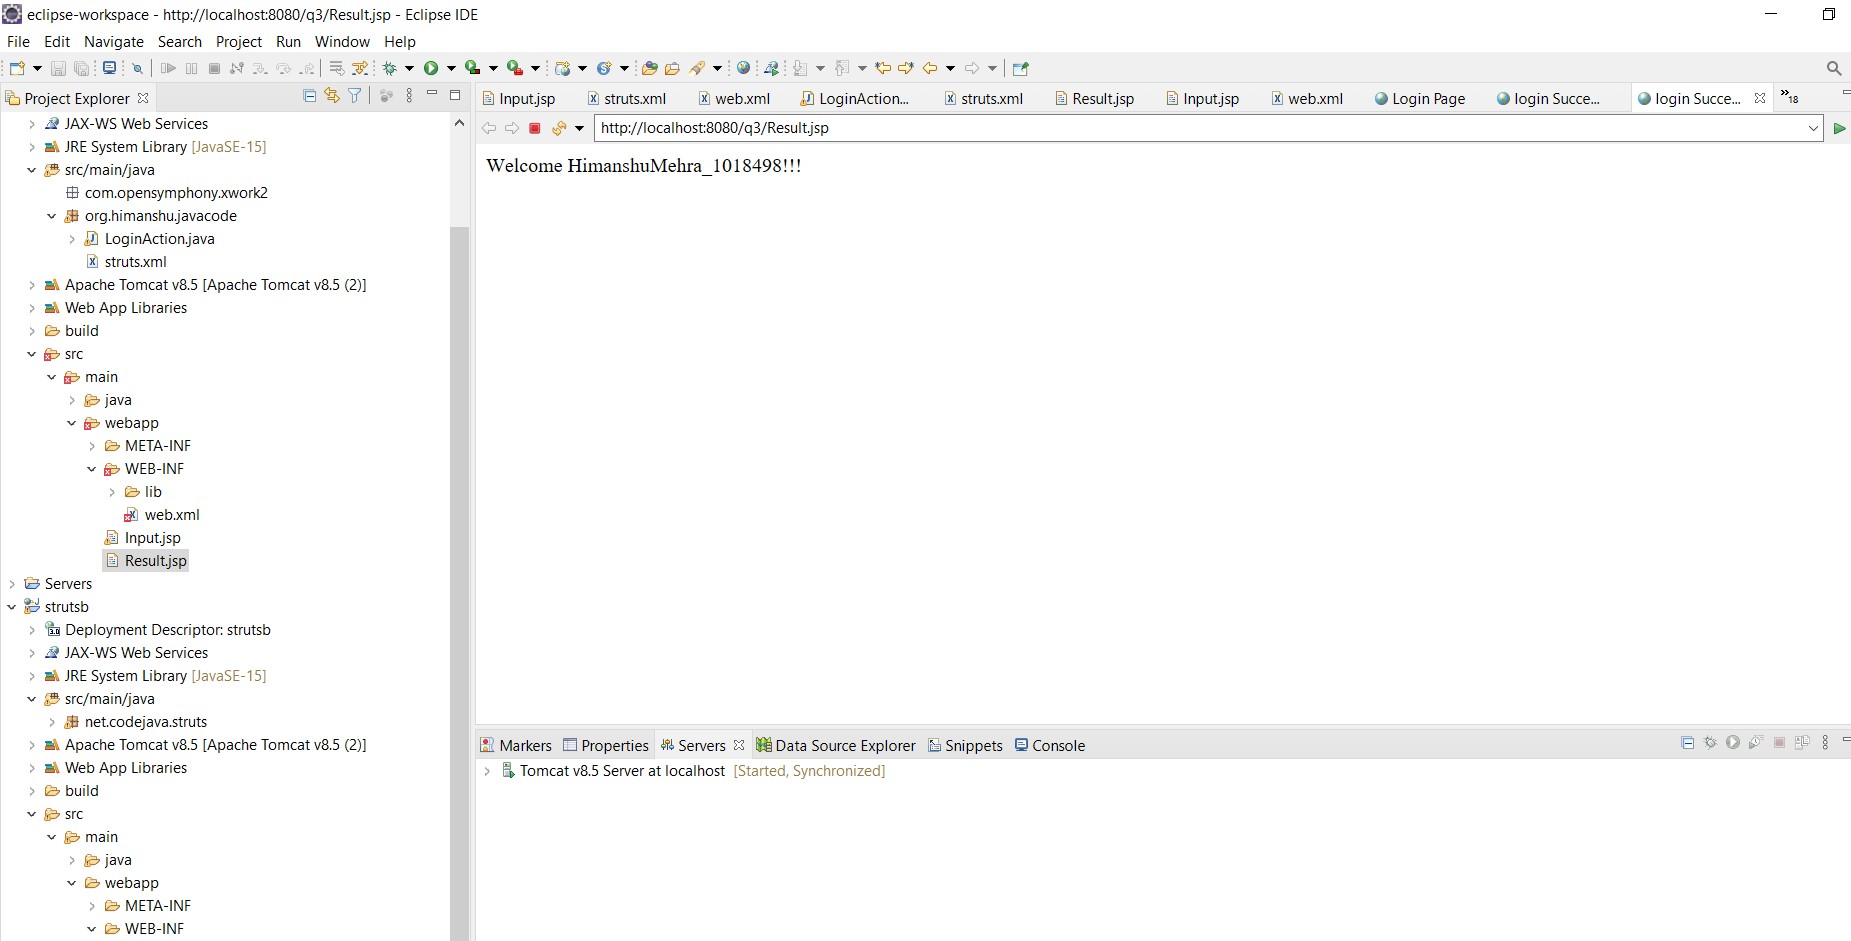 eclipse-workspace - http://localhost:8080/q3/Result.jsp - Eclipse IDE
File Edit Navigate Search Project Run Window Help
Project Explorer
JAX-WS Web Services
JRE System Library [JavaSE-15]
src/main/java
com.opensymphony.xwork2
org.himanshu.javacode
LoginAction.java
struts.xml
Apache Tomcat v8.5 [Apache Tomcat v8.5 (2)]
Web App Libraries
build
src
main
java
webapp
META-INF
WEB-INF
lib
web.xml
Input.jsp
Result.jsp
Servers
strutsb
Deployment Descriptor: strutsb
JAX-WS Web Services
JRE System Library [JavaSE-15]
src/main/java
net.codejava.struts
Apache Tomcat v8.5 [Apache Tomcat v8.5 (2)]
Web App Libraries
build
src
main
java
webapp
META-INF
WEB-INF
Input.jsp struts.xml web.xml LoginAction... struts.xml Result.jsp Input.jsp web.xml Login Page login Succe... login Succe... 18
http://localhost:8080/q3/Result.jsp
Welcome HimanshuMehra_1018498!!!
Markers Properties Servers Data Source Explorer Snippets Console
Tomcat v8.5 Server at localhost [Started, Synchronized]